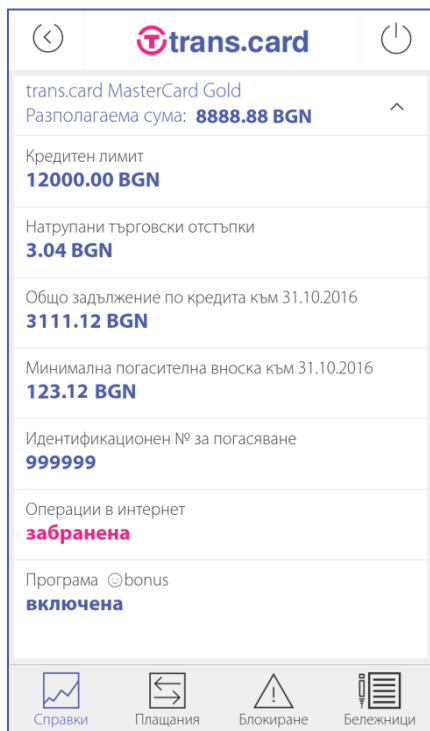 trans.card
trans.card MasterCard Gold
Разполагаема сума: 8888.88 BGN
Кредитен лимит
12000.00 BGN
Натрупани търговски отстъпки
3.04 BGN
Общо задължение по кредита към 31.10.2016
3111.12 BGN
Минимална погасителна вноска към 31.10.2016
123.12 BGN
Идентификационен № за погасяване
999999
Операции в интернет
забранена
Програма ☺bonus
включена
Справки Плащания Блокиране Бележници